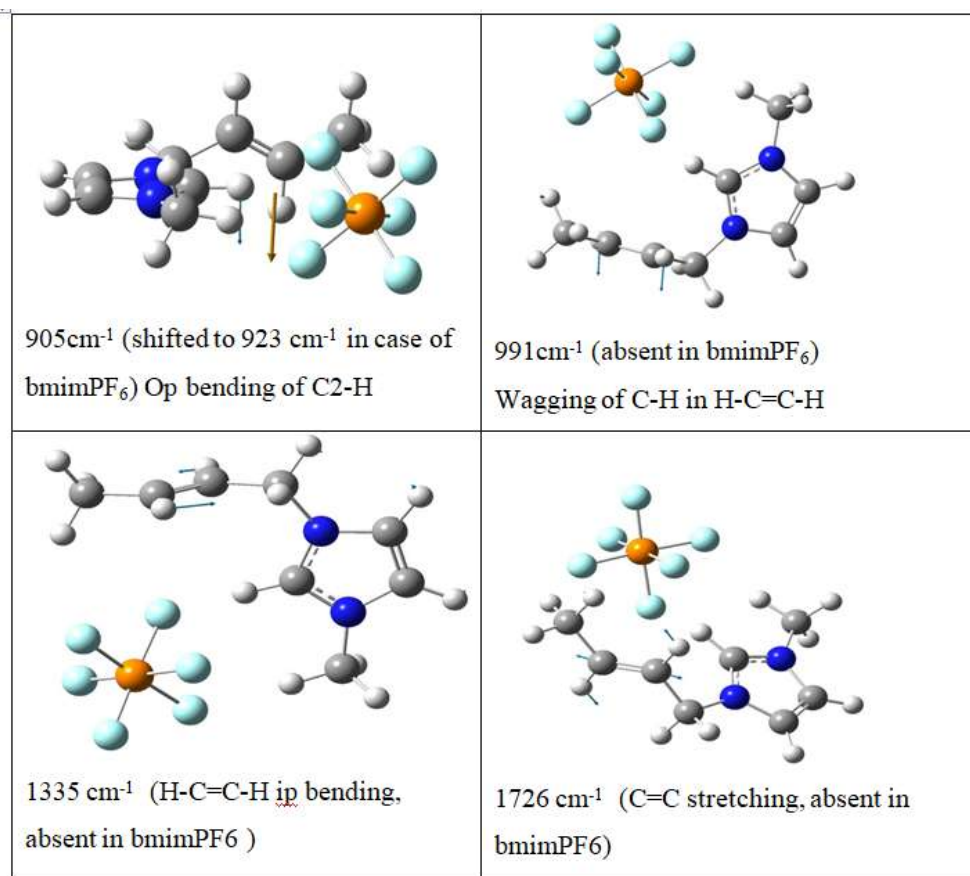 905cm⁻¹ (shifted to 923 cm⁻¹ in case of
bmimPF₆) Op bending of C2-H
991cm⁻¹ (absent in bmimPF₆)
Wagging of C-H in H-C=C-H
1335 cm⁻¹ (H-C=C-H ip bending,
absent in bmimPF6 )
1726 cm⁻¹ (C=C stretching, absent in
bmimPF6)